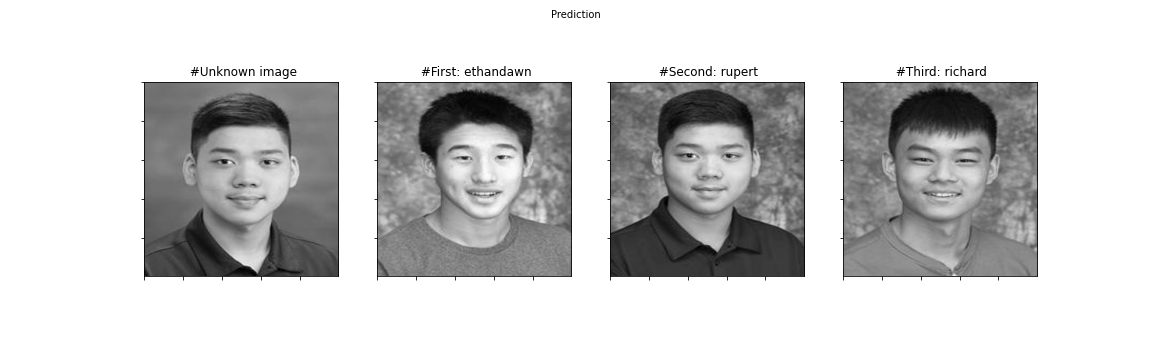 Prediction
#Unknown image
#First: ethandawn
#Second: rupert
#Third: richard